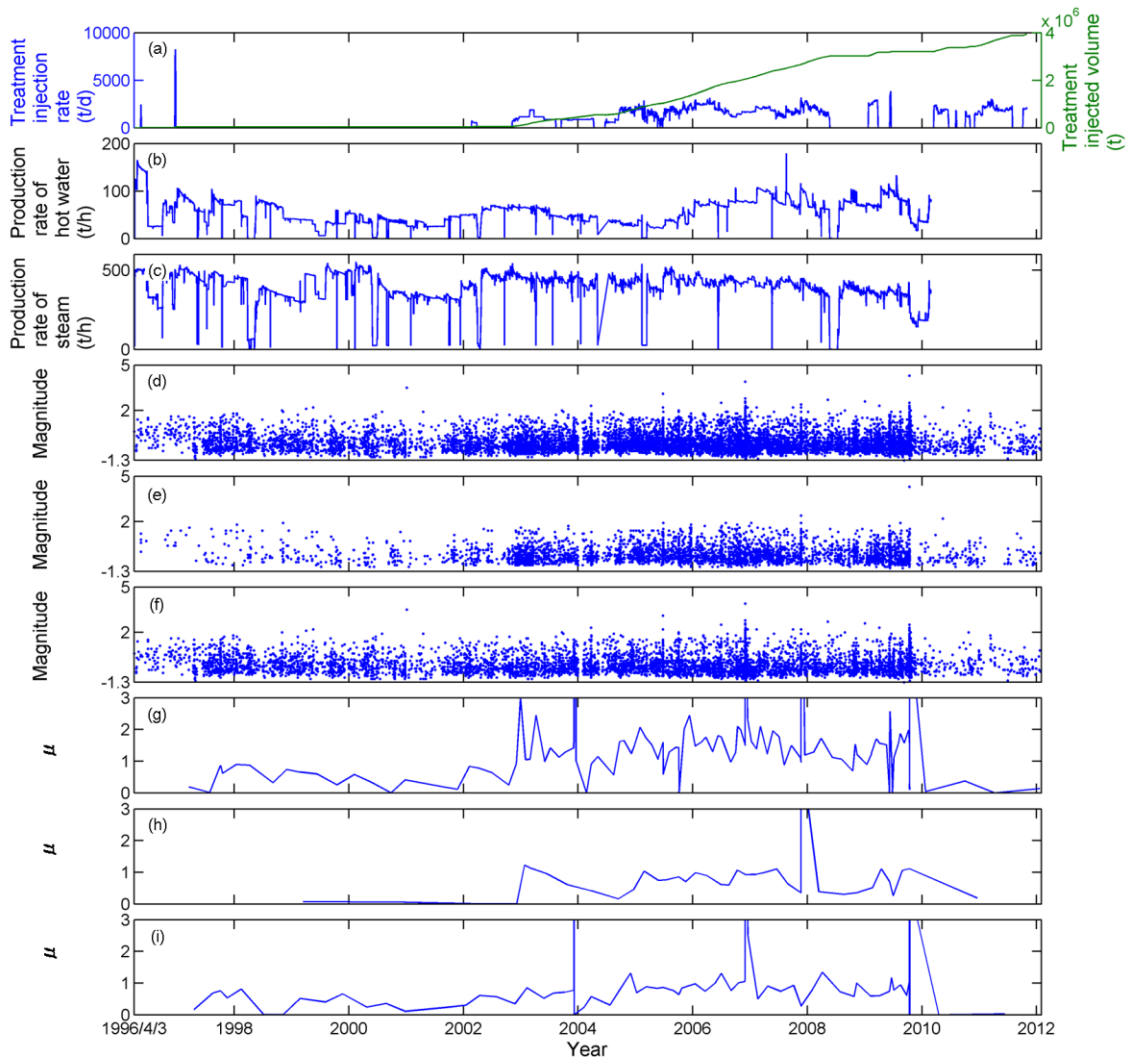 × 10^6
10000
5000
0
(a)
4
2
0
Treatment
injection
rate
(t/d)
Treatment
injected volume
(t)
200
100
0
(b)
Production
rate of
hot water
(t/h)
500
0
(c)
Production
rate of
steam
(t/h)
5
2
-1.3
(d)
Magnitude
5
2
-1.3
(e)
Magnitude
5
2
-1.3
(f)
Magnitude
3
2
1
0
(g)
μ
3
2
1
0
(h)
μ
3
2
1
0
(i)
μ
1996/4/3 1998 2000 2002 2004 2006 2008 2010 2012
Year